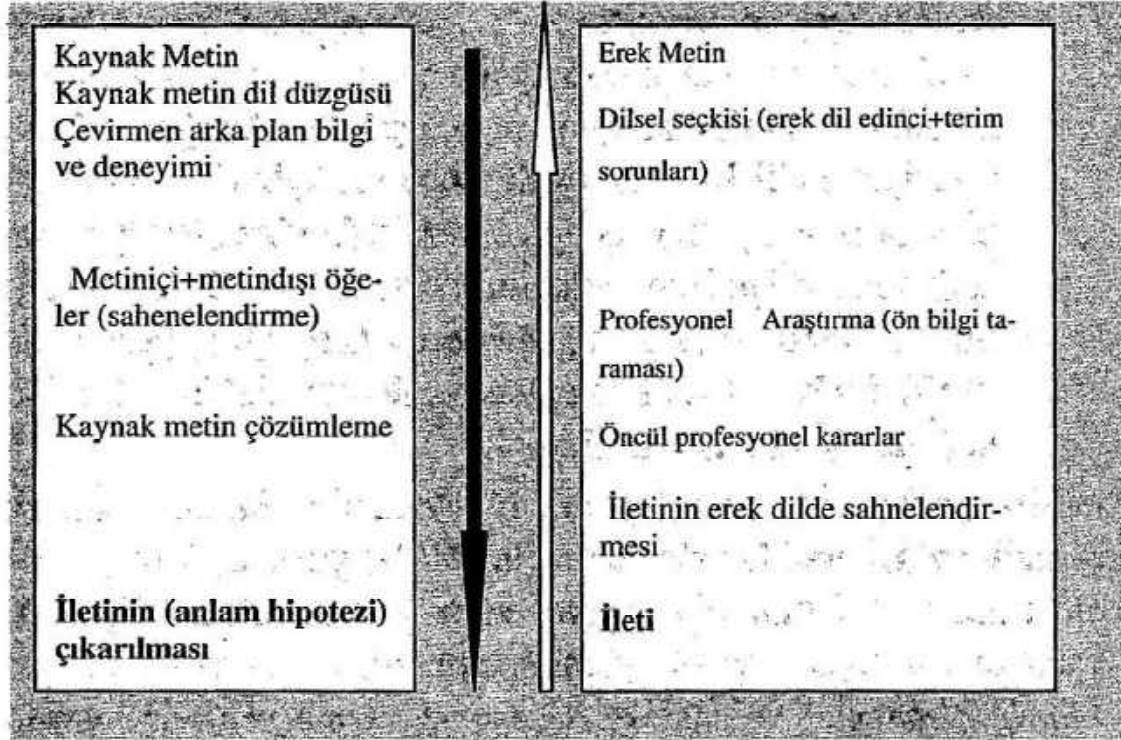 Kaynak Metin
Kaynak metin dil düzgüsü
Çevirmen arka plan bilgi
ve deneyimi
Metiniçi+metindışı öğe-
ler (sahenelendirme)
Kaynak metin çözümleme
İletinin (anlam hipotezi)
çıkarılması
Erek Metin
Dilsel seçkisi (erek dil edinci+terim
sorunları)
Profesyonel Araştırma (ön bilgi ta-
raması)
Öncül profesyonel kararlar
İletinin erek dilde sahnelendir-
mesi
İleti